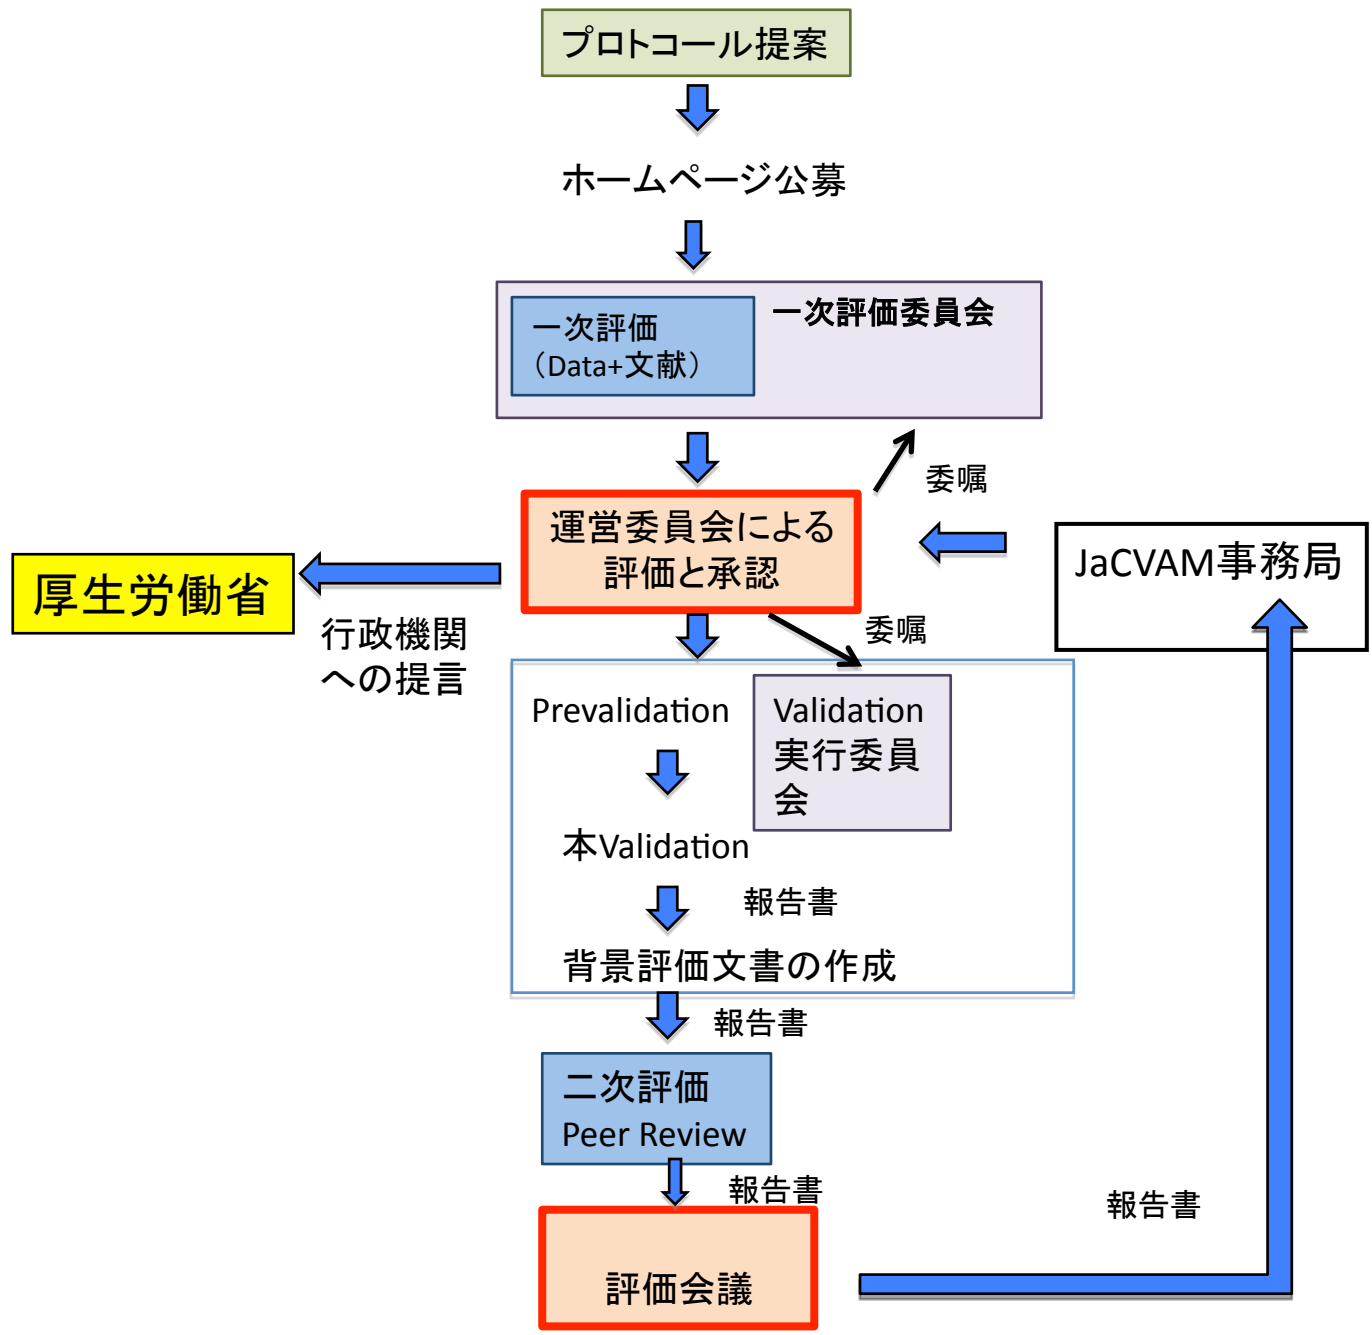 プロトコール提案
ホームページ公募
一次評価委員会
一次評価
（Data+文献）
委嘱
運営委員会による
評価と承認
JaCVAM事務局
厚生労働省
行政機関
への提言
委嘱
Prevalidation
Validation
実行委員
会
本Validation
報告書
背景評価文書の作成
報告書
二次評価
Peer Review
報告書
報告書
評価会議